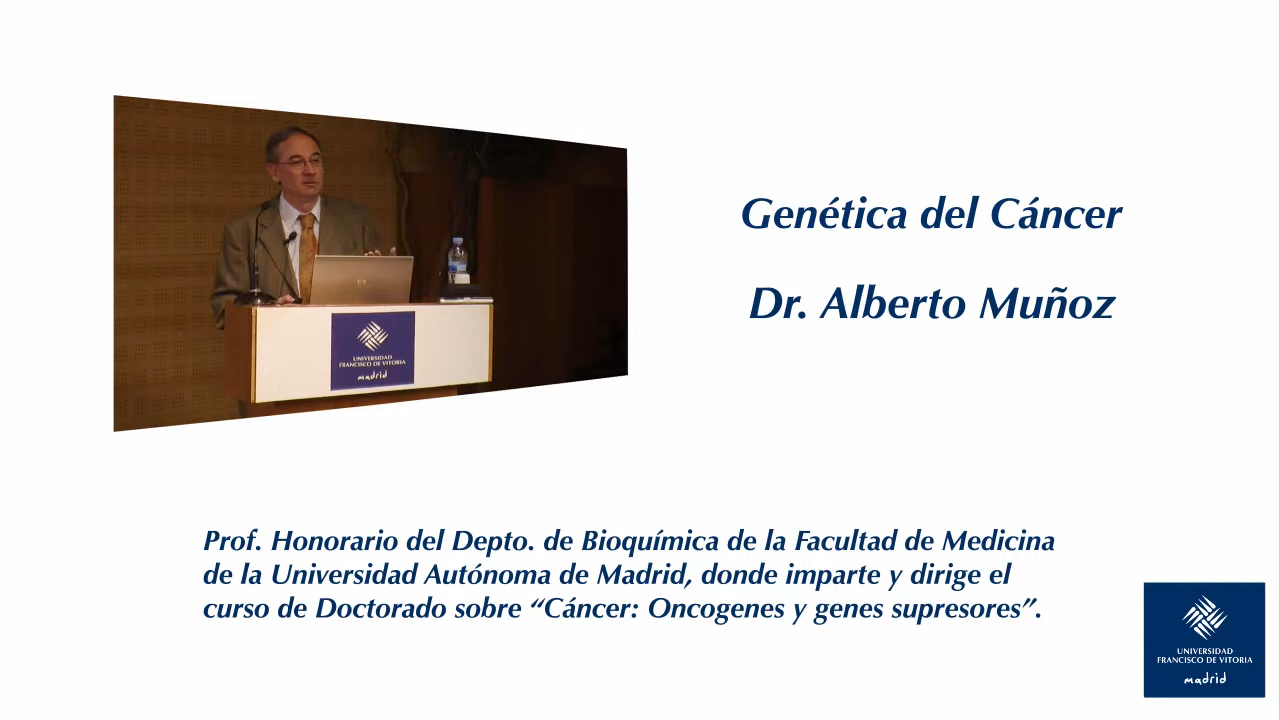 Genética del Cáncer
Dr. Alberto Muñoz
UNIVERSIDAD
FRANCISCO DE VITORIA
madrid
Prof. Honorario del Depto. de Bioquímica de la Facultad de Medicina
de la Universidad Autónoma de Madrid, donde imparte y dirige el
curso de Doctorado sobre “Cáncer: Oncogenes y genes supresores”.
UNIVERSIDAD
FRANCISCO DE VITORIA
madrid